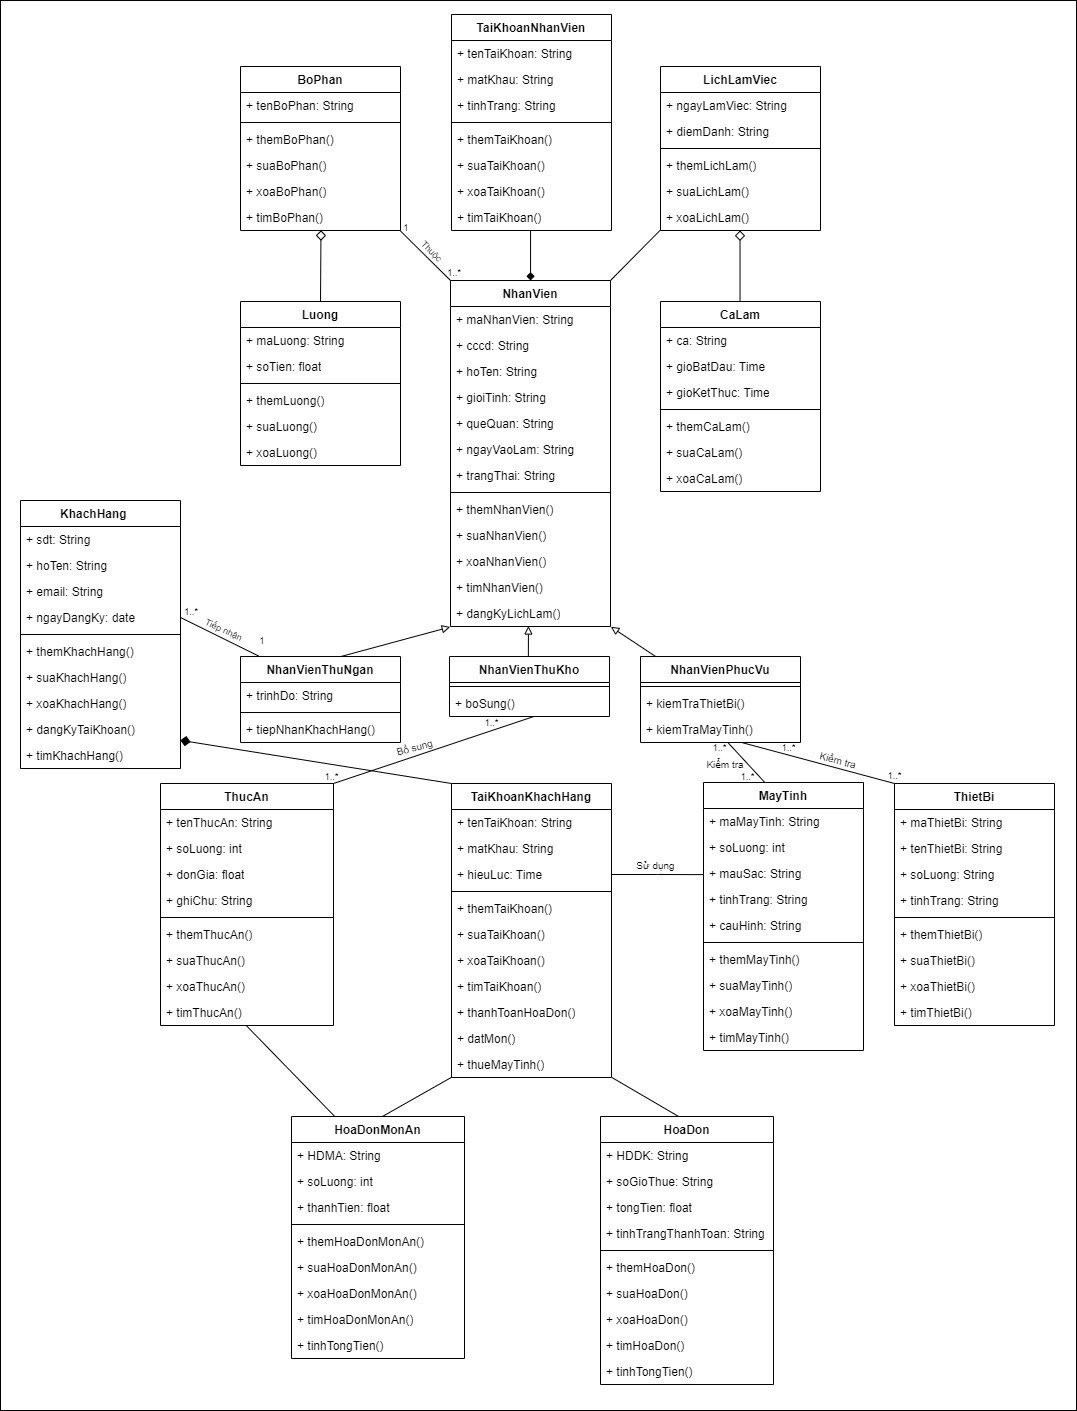 TaiKhoanNhanVien
+ tenTaiKhoan: String
+ matKhau: String
+ tinhTrang: String
+ themTaiKhoan()
+ suaTaiKhoan()
+ xoaTaiKhoan()
+ timTaiKhoan()
BoPhan
+ tenBoPhan: String
+ themBoPhan()
+ suaBoPhan()
+ xoaBoPhan()
+ timBoPhan()
LichLamViec
+ ngayLamViec: String
+ diemDanh: String
+ themLichLam()
+ suaLichLam()
+ xoaLichLam()
1
Thuộc
1..*
NhanVien
+ maNhanVien: String
+ cccd: String
+ hoTen: String
+ gioiTinh: String
+ queQuan: String
+ ngayVaoLam: String
+ trangThai: String
+ themNhanVien()
+ suaNhanVien()
+ xoaNhanVien()
+ timNhanVien()
+ dangKyLichLam()
Luong
+ maLuong: String
+ soTien: float
+ themLuong()
+ suaLuong()
+ xoaLuong()
CaLam
+ ca: String
+ gioBatDau: Time
+ gioKetThuc: Time
+ themCaLam()
+ suaCaLam()
+ xoaCaLam()
KhachHang
+ sdt: String
+ hoTen: String
+ email: String
+ ngayDangKy: date
+ themKhachHang()
+ suaKhachHang()
+ xoaKhachHang()
+ dangKyTaiKhoan()
+ timKhachHang()
1..*
Tiếp nhận
1
NhanVienThuNgan
+ trinhDo: String
+ tiepNhanKhachHang()
NhanVienThuKho
+ boSung()
NhanVienPhucVu
+ kiemTraThietBi()
+ kiemTraMayTinh()
1..*
Bổ sung
1..*
1..*
Kiểm tra
1..*
1..*
Kiểm tra
1..*
ThucAn
+ tenThucAn: String
+ soLuong: int
+ donGia: float
+ ghiChu: String
+ themThucAn()
+ suaThucAn()
+ xoaThucAn()
+ timThucAn()
TaiKhoanKhachHang
+ tenTaiKhoan: String
+ matKhau: String
+ hieuLuc: Time
+ themTaiKhoan()
+ suaTaiKhoan()
+ xoaTaiKhoan()
+ timTaiKhoan()
+ thanhToanHoaDon()
+ datMon()
+ thueMayTinh()
Sử dụng
MayTinh
+ maMayTinh: String
+ soLuong: int
+ mauSac: String
+ tinhTrang: String
+ cauHinh: String
+ themMayTinh()
+ suaMayTinh()
+ xoaMayTinh()
+ timMayTinh()
ThietBi
+ maThietBi: String
+ tenThietBi: String
+ soLuong: String
+ tinhTrang: String
+ themThietBi()
+ suaThietBi()
+ xoaThietBi()
+ timThietBi()
HoaDonMonAn
+ HDMA: String
+ soLuong: int
+ thanhTien: float
+ themHoaDonMonAn()
+ suaHoaDonMonAn()
+ xoaHoaDonMonAn()
+ timHoaDonMonAn()
+ tinhTongTien()
HoaDon
+ HDDK: String
+ soGioThue: String
+ tongTien: float
+ tinhTrangThanhToan: String
+ themHoaDon()
+ suaHoaDon()
+ xoaHoaDon()
+ timHoaDon()
+ tinhTongTien()